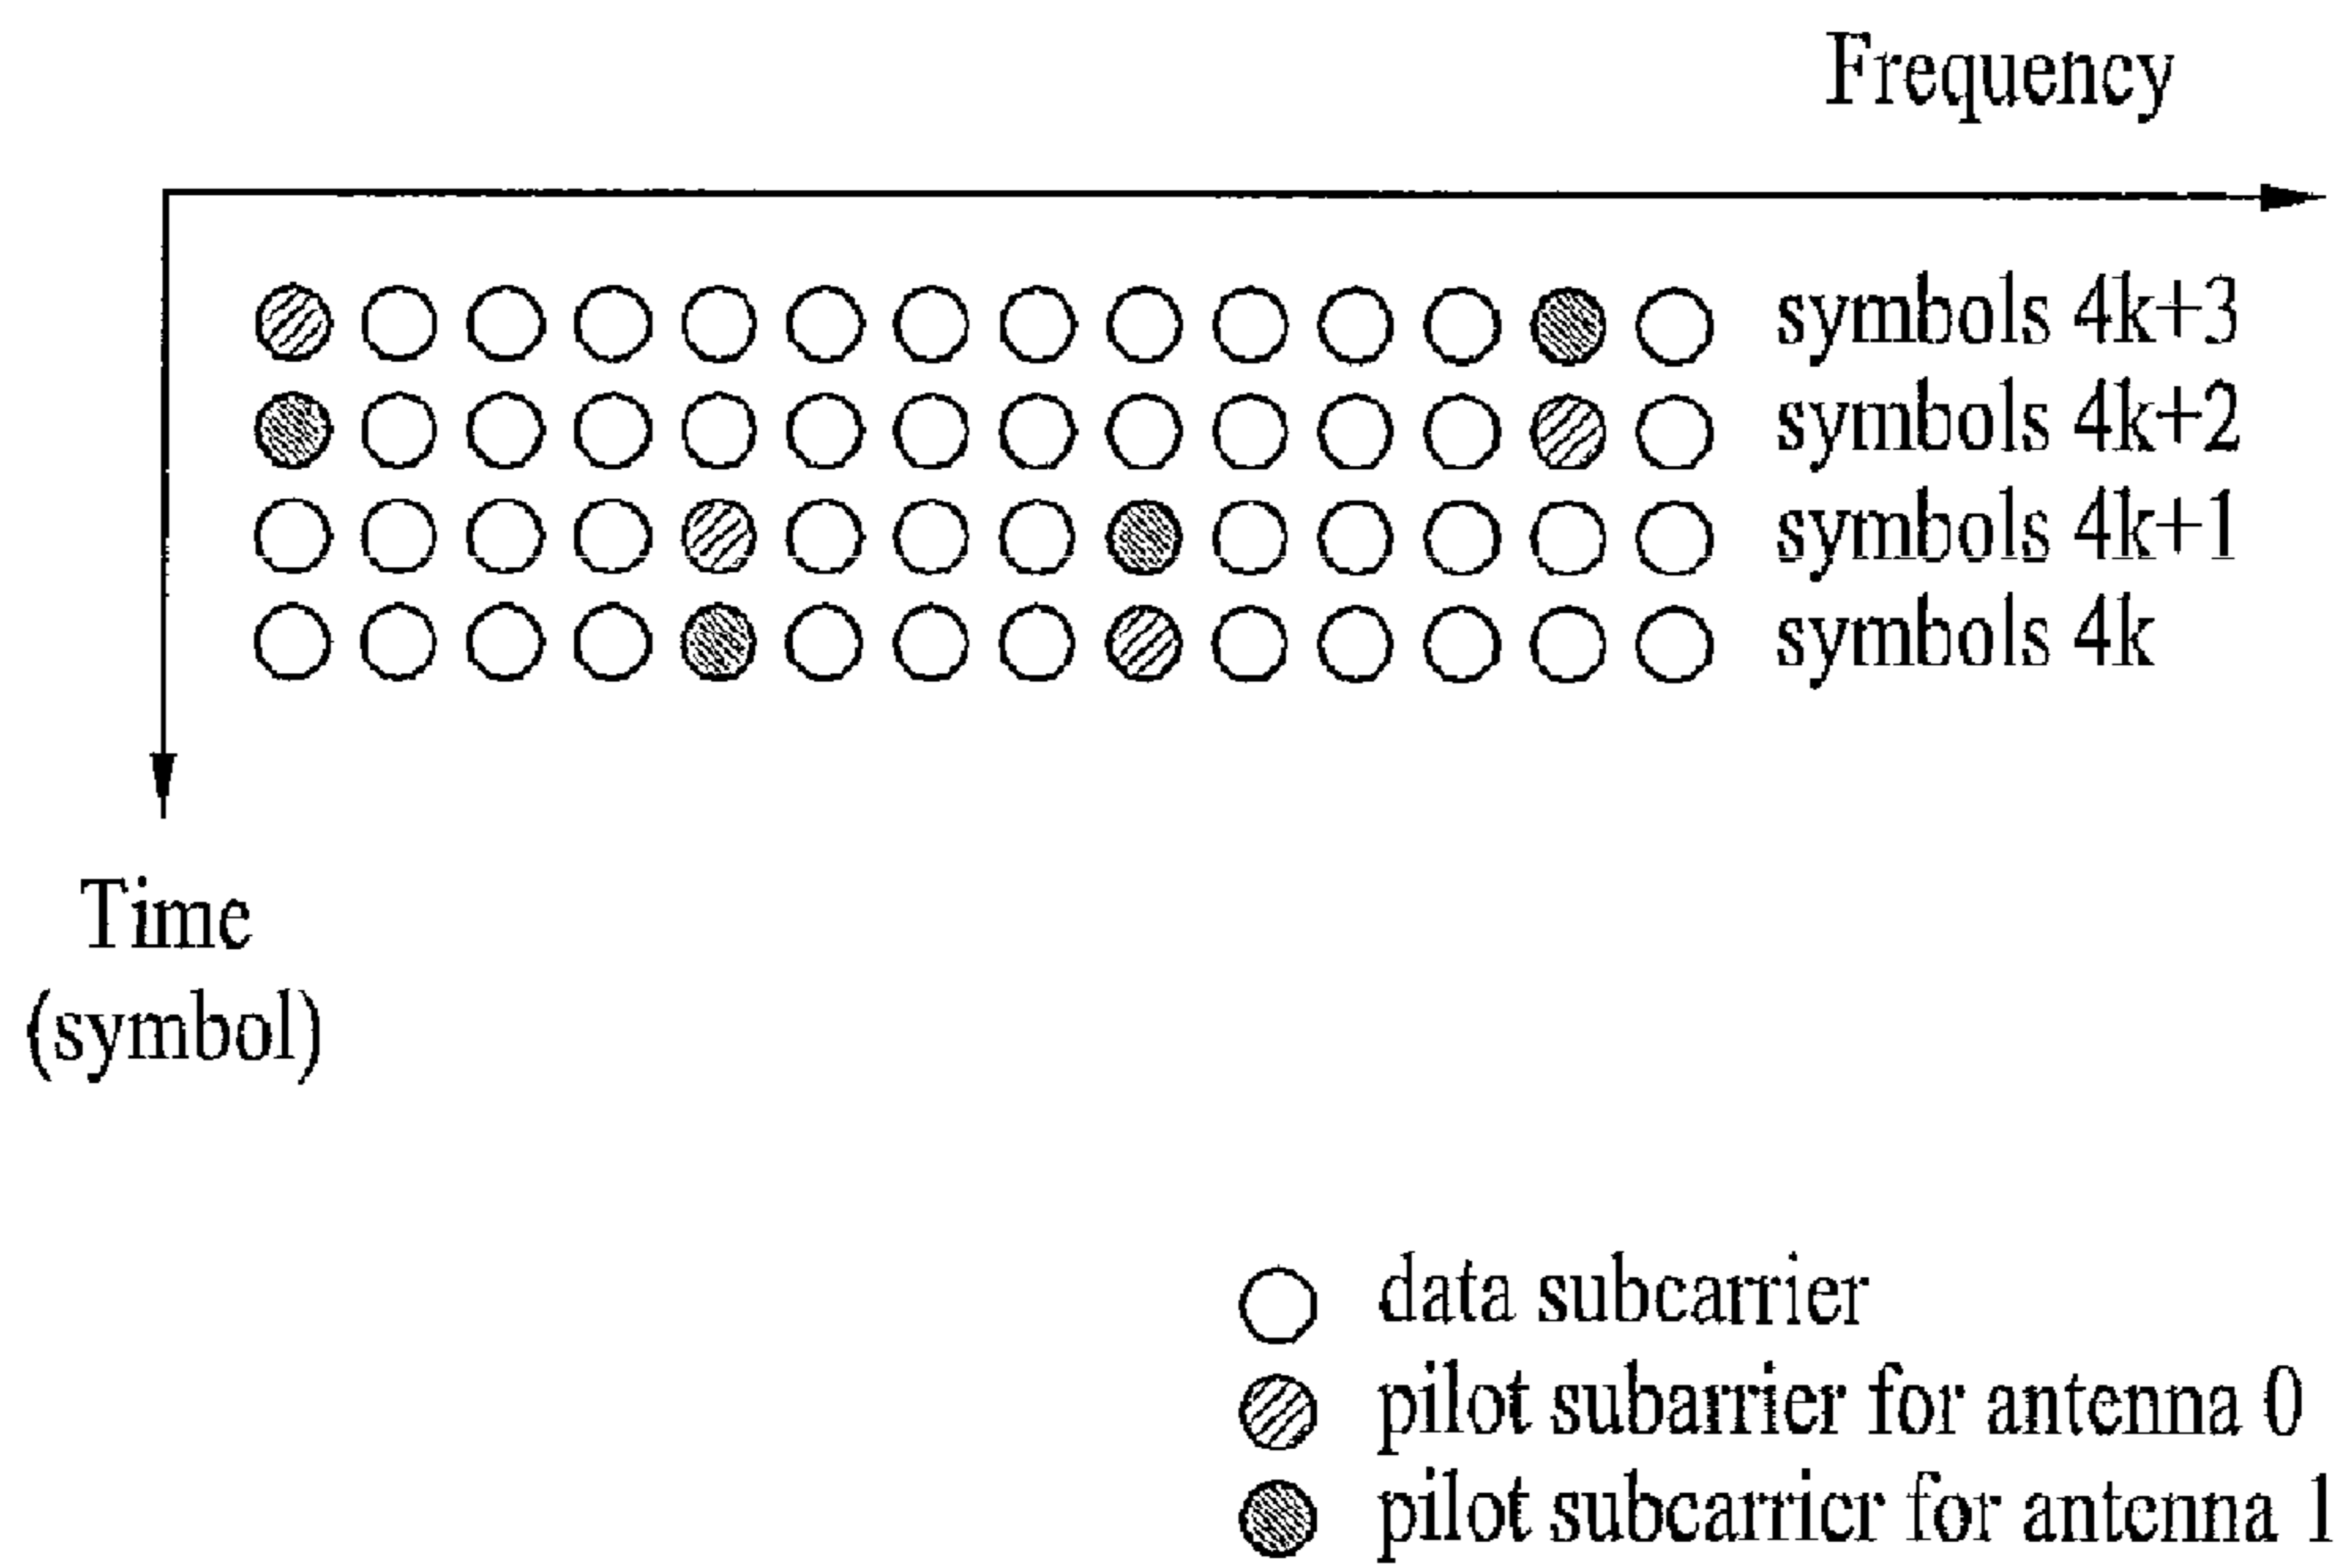 Frequency
symbols 4k+3
symbols 4k+2
symbols 4k+1
symbols 4k
Time
(symbol)
data subcarrier
pilot subarrier for antenna 0
pilot subcarrier for antenna 1